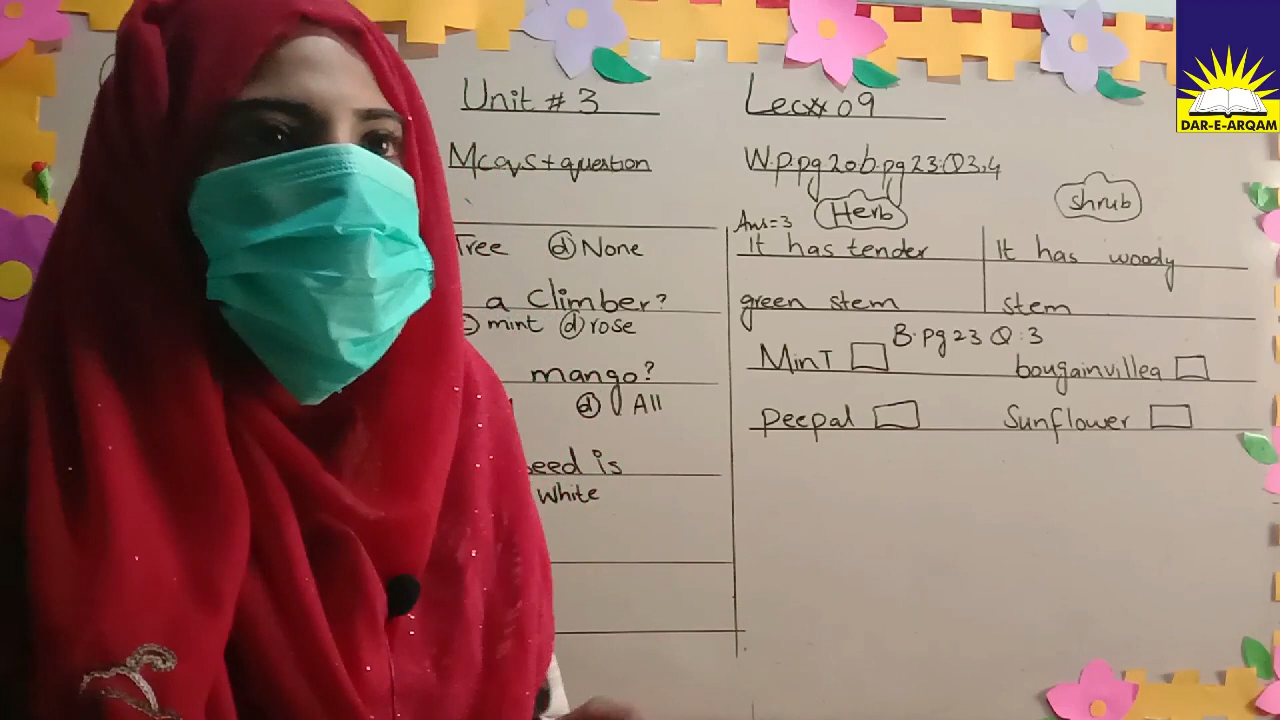 Unit # 3
Lec# 09
Mcqs + question
W.P pg 20 b.pg 23:Q3,4
Tree (d) None
a Climber?
mint (d) rose
mango?
(d) All
seed is
White
Herb
Shrub
Ans=3
It has tender
It has woody
green stem
stem
B.Pg 23 Q:3
MinT
bougainvillea
Peepal
Sunflower
DAR-E-ARQAM